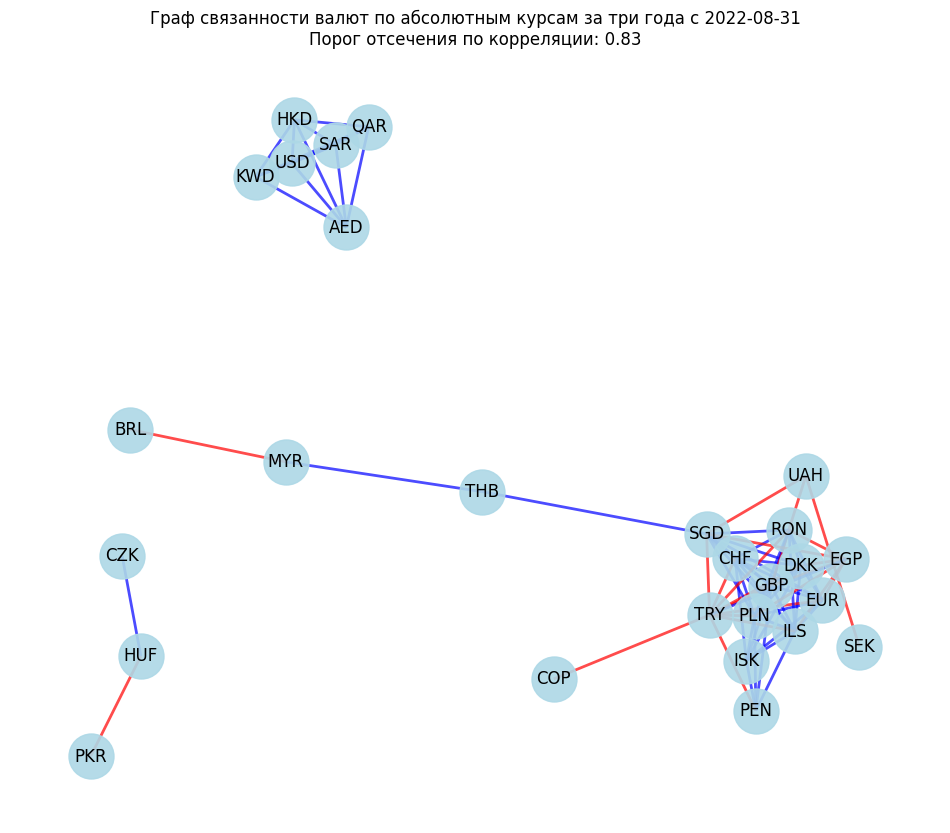 Граф связанности валют по абсолютным курсам за три года с 2022-08-31
Порог отсечения по корреляции: 0.83
HKD
QAR
SAR
USD
KWD
AED
BRL
MYR
THB
UAH
SGD
RON
CZK
CHF
EGP
DKK
GBP
EUR
TRY
PLN
ILS
SEK
HUF
ISK
COP
PEN
PKR